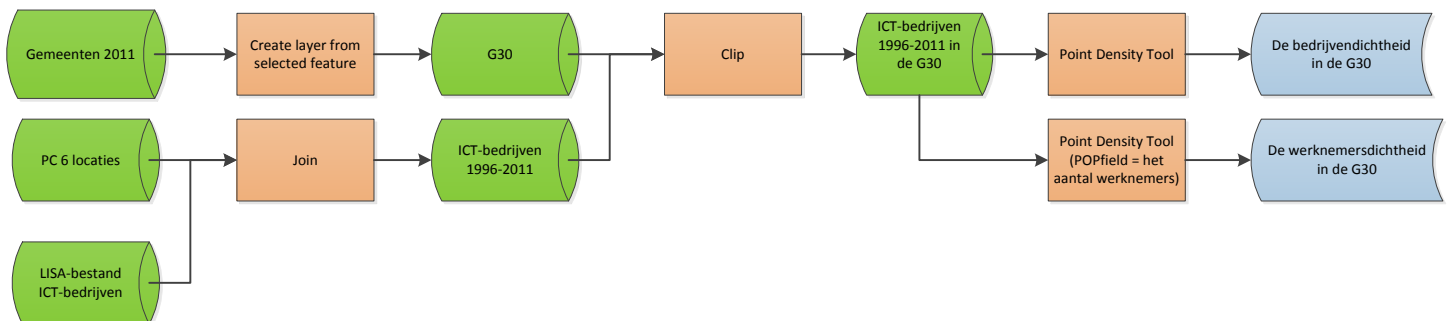 Gemeenten 2011
Create layer from
selected feature
G30
Clip
ICT-bedrijven
1996-2011 in
de G30
Point Density Tool
De bedrijvendichtheid
in de G30
PC 6 locaties
Join
ICT-bedrijven
1996-2011
Point Density Tool
(POPfield = het
aantal werknemers)
De werknemersdichtheid
in de G30
LISA-bestand
ICT-bedrijven